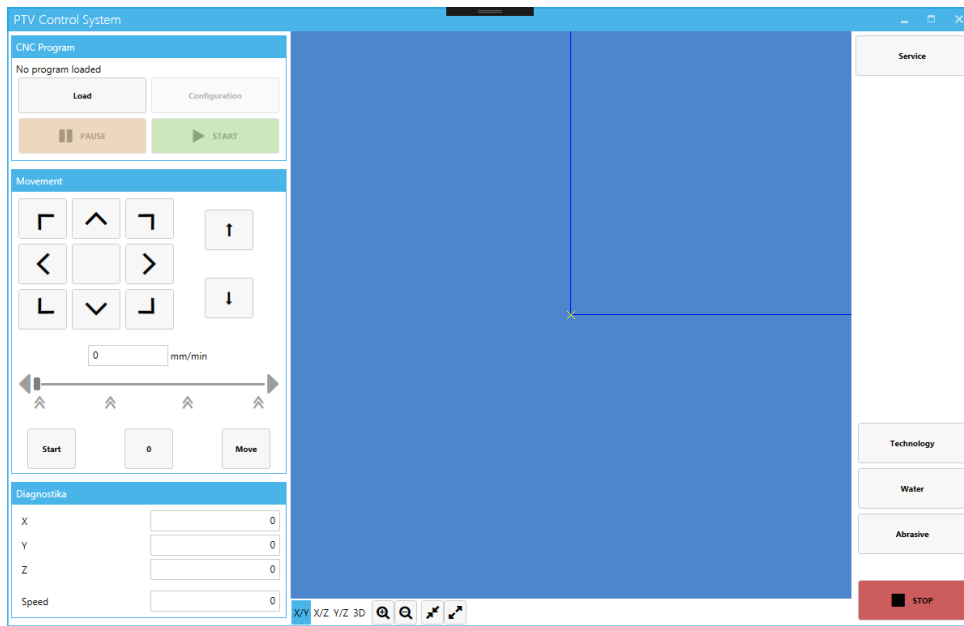 PTV Control System
CNC Program
No program loaded
Load
Configuration
PAUSE
START
Movement
0
mm/min
Start
0
Move
Diagnostika
X
0
Y
0
Z
0
Speed
0
X/Y X/Z Y/Z 3D
Service
Technology
Water
Abrasive
STOP